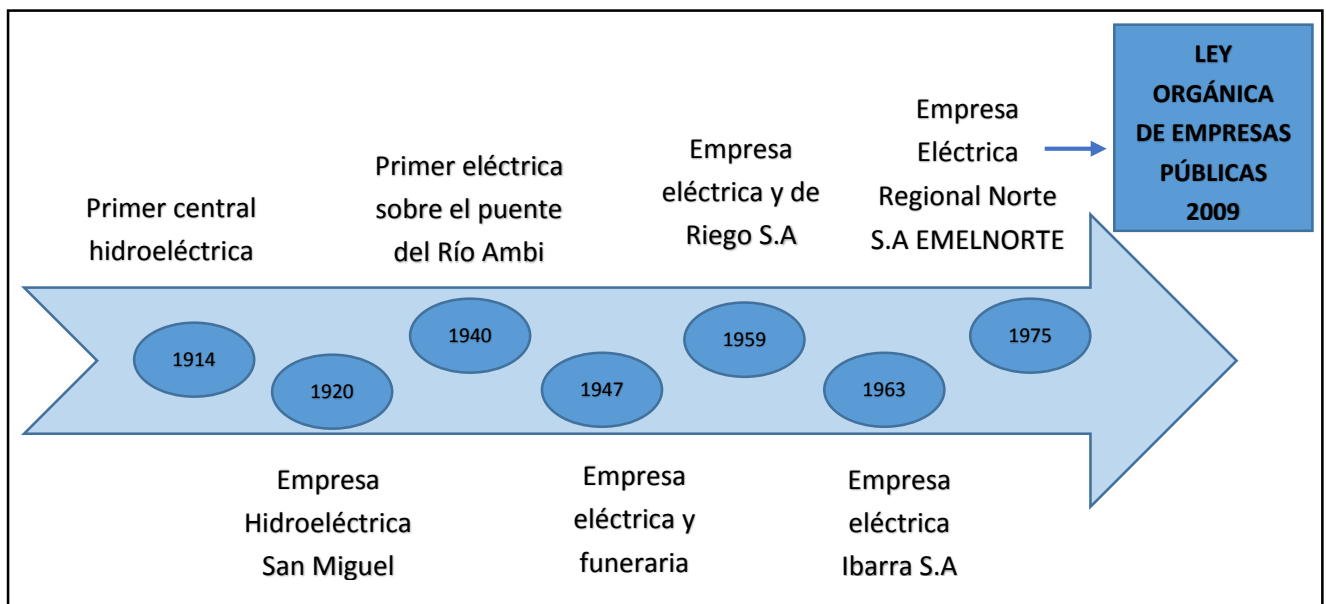 LEY
ORGÁNICA
DE EMPRESAS
PÚBLICAS
2009
Primer central
hidroeléctrica
Primer eléctrica
sobre el puente
del Río Ambi
Empresa
eléctrica y de
Riego S.A
Empresa
Eléctrica
Regional Norte
S.A EMELNORTE
1914
1920
1940
1947
1959
1963
1975
Empresa
Hidroeléctrica
San Miguel
Empresa
eléctrica y
funeraria
Empresa
eléctrica
Ibarra S.A